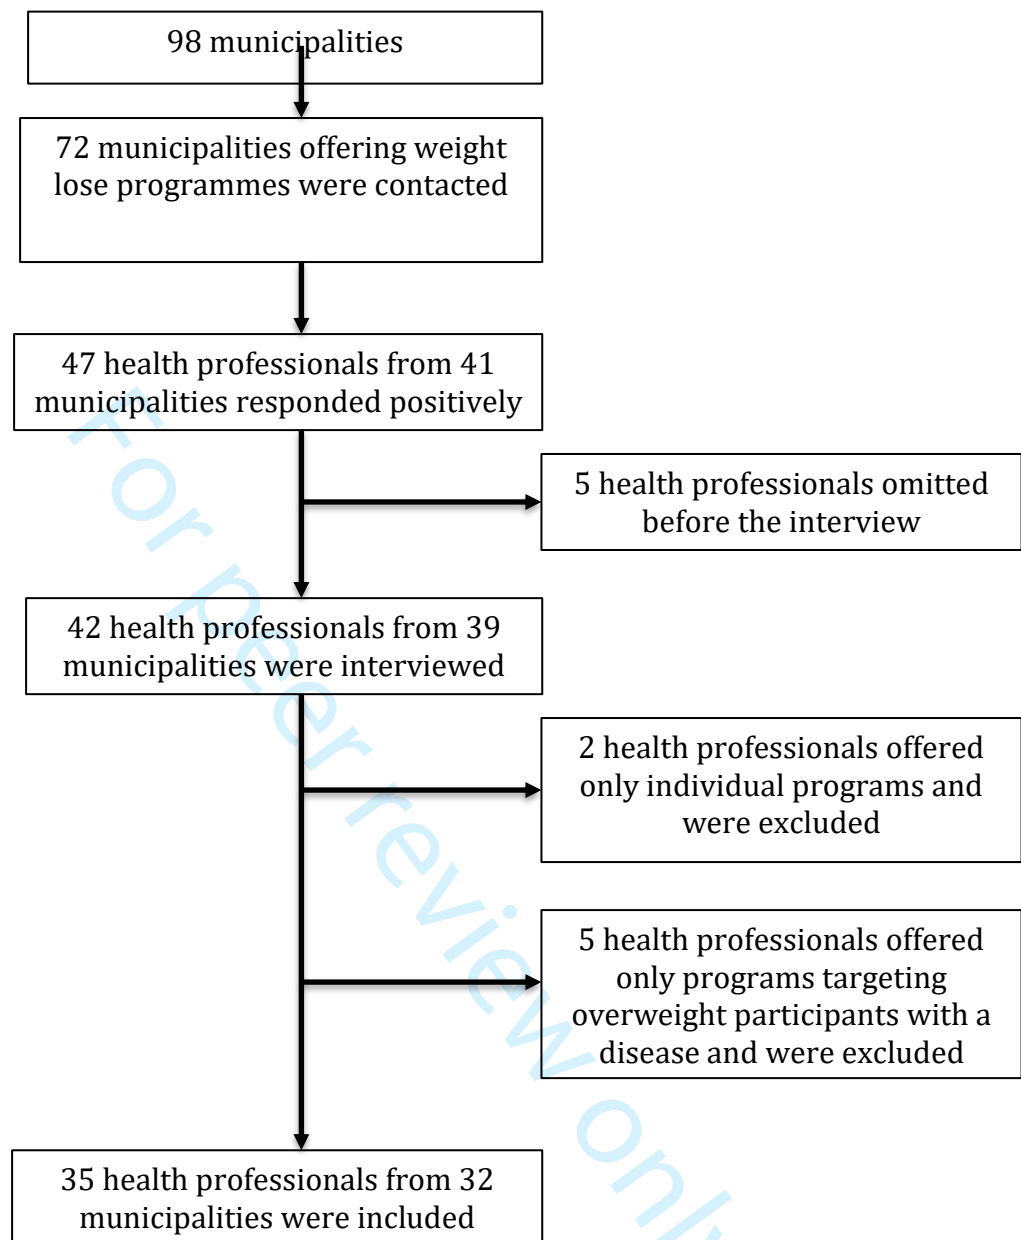 98 municipalities
72 municipalities offering weight
lose programmes were contacted
47 health professionals from 41
municipalities responded positively
5 health professionals omitted
before the interview
42 health professionals from 39
municipalities were interviewed
2 health professionals offered
only individual programs and
were excluded
5 health professionals offered
only programs targeting
overweight participants with a
disease and were excluded
35 health professionals from 32
municipalities were included
For peer review only